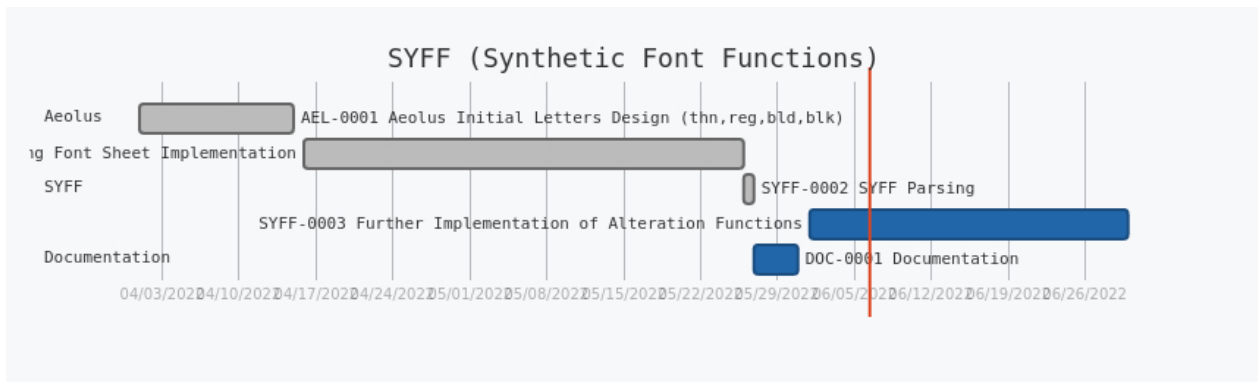 SYFF (Synthetic Font Functions)
Aeolus
AEL-0001 Aeolus Initial Letters Design (thn,reg,bld,blk)
Font Sheet Implementation
SYFF
SYFF-0002 SYFF Parsing
SYFF-0003 Further Implementation of Alteration Functions
Documentation
DOC-0001 Documentation
04/03/2022 04/10/2022 04/17/2022 04/24/2022 05/01/2022 05/08/2022 05/15/2022 05/22/2022 05/29/2022 06/05/2022 06/12/2022 06/19/2022 06/26/2022